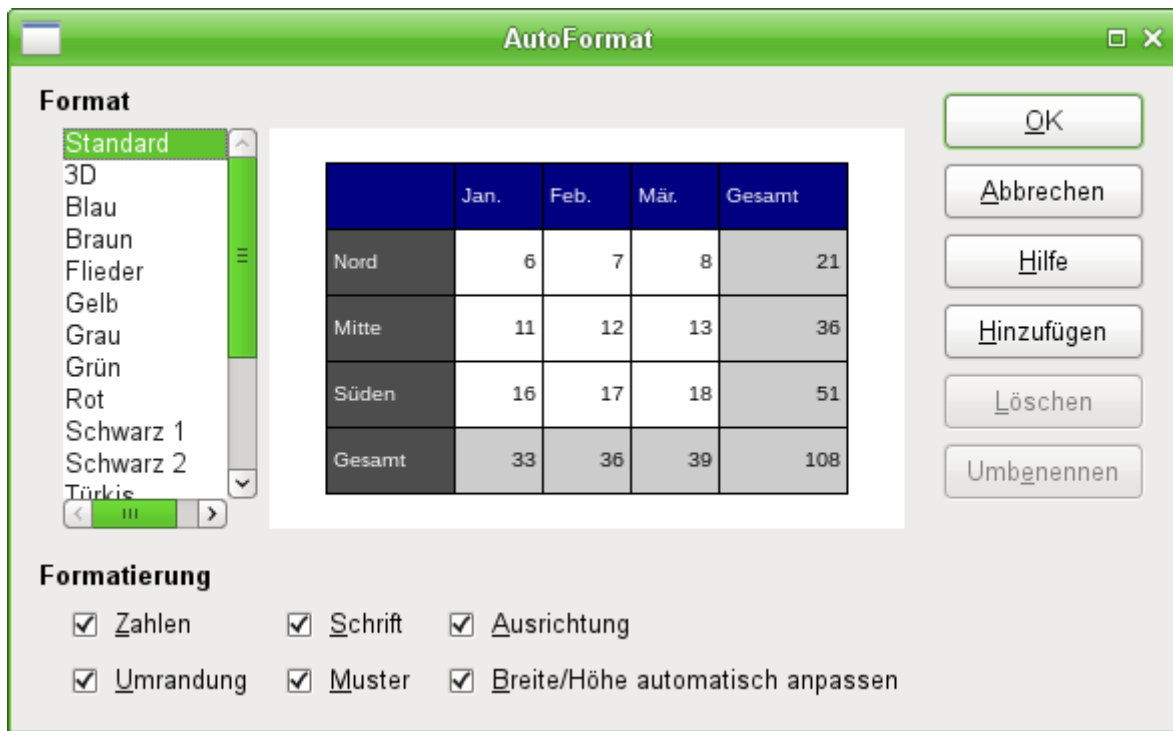 AutoFormat
Format
Standard
3D
Blau
Braun
Flieder
Gelb
Grau
Grün
Rot
Schwarz 1
Schwarz 2
Türkis
Jan. Feb. Mär. Gesamt
Nord 6 7 8 21
Mitte 11 12 13 36
Süden 16 17 18 51
Gesamt 33 36 39 108
OK
Abbrechen
Hilfe
Hinzufügen
Löschen
Umbenennen
Formatierung
Zahlen Schrift Ausrichtung
Umrandung Muster Breite/Höhe automatisch anpassen